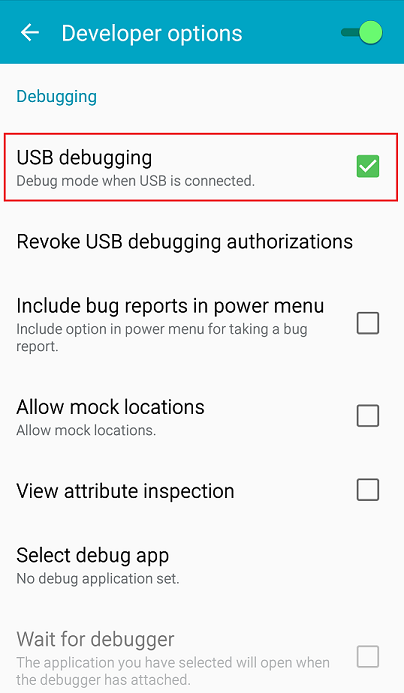 Developer options
Debugging
USB debugging
Debug mode when USB is connected.
Revoke USB debugging authorizations
Include bug reports in power menu
Include option in power menu for taking a bug
report.
Allow mock locations
Allow mock locations.
View attribute inspection
Select debug app
No debug application set.
Wait for debugger
The application you have selected will open when
the debugger has attached.